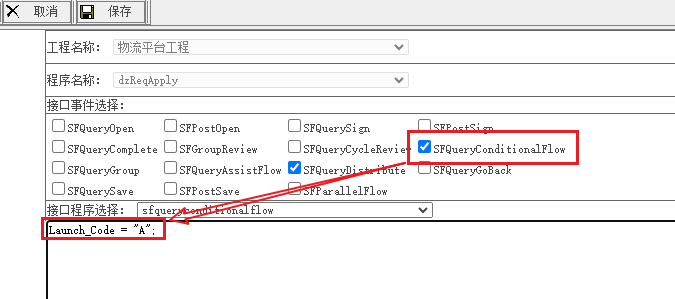 取消 保存
工程名称： 物流平台工程
程序名称： dzReqApply
接口事件选择：
SFQueryOpen SFPostOpen SFQuerySign SFPostSign
SFQueryComplete SFGroupReview SFQueryCycleReview SFQueryConditionalFlow
SFQueryGroup SFQueryAssistFlow SFQueryDistribute SFQueryGoBack
SFQuerySave SFPostSave SFParallelFlow
接口程序选择： sfqueryconditionalflow
Launch_Code = "A";